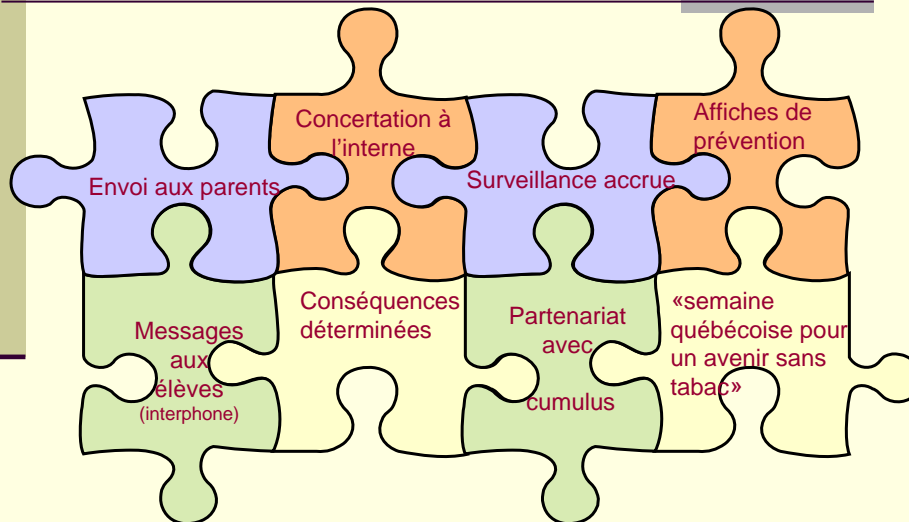 Envoi aux parents
Concertation à
l'interne
Surveillance accrue
Affiches de
prévention
Messages
aux
élèves
(interphone)
Conséquences
déterminées
Partenariat
avec
cumulus
«semaine
québécoise pour
un avenir sans
tabac»